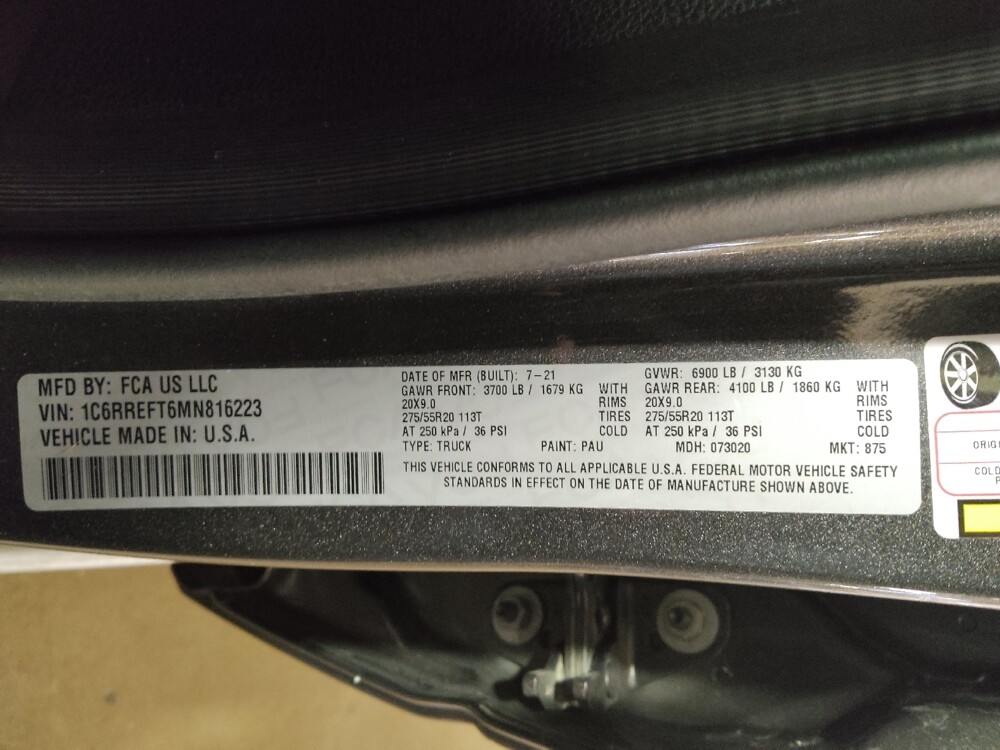 MFD BY: FCA US LLC
VIN: 1C6RREFT6MN816223
VEHICLE MADE IN: U.S.A.
DATE OF MFR (BUILT): 7-21
GAWR FRONT: 3700 LB / 1679 KG WITH
20X9.0 RIMS
275/55R20 113T TIRES
AT 250 kPa / 36 PSI COLD
GVWR: 6900 LB / 3130 KG
GAWR REAR: 4100 LB / 1860 KG WITH
20X9.0 RIMS
275/55R20 113T TIRES
AT 250 kPa / 36 PSI COLD
TYPE: TRUCK PAINT: PAU MDH: 073020 MKT: 875
THIS VEHICLE CONFORMS TO ALL APPLICABLE U.S.A. FEDERAL MOTOR VEHICLE SAFETY
STANDARDS IN EFFECT ON THE DATE OF MANUFACTURE SHOWN ABOVE.
ORIGI
COLD
P